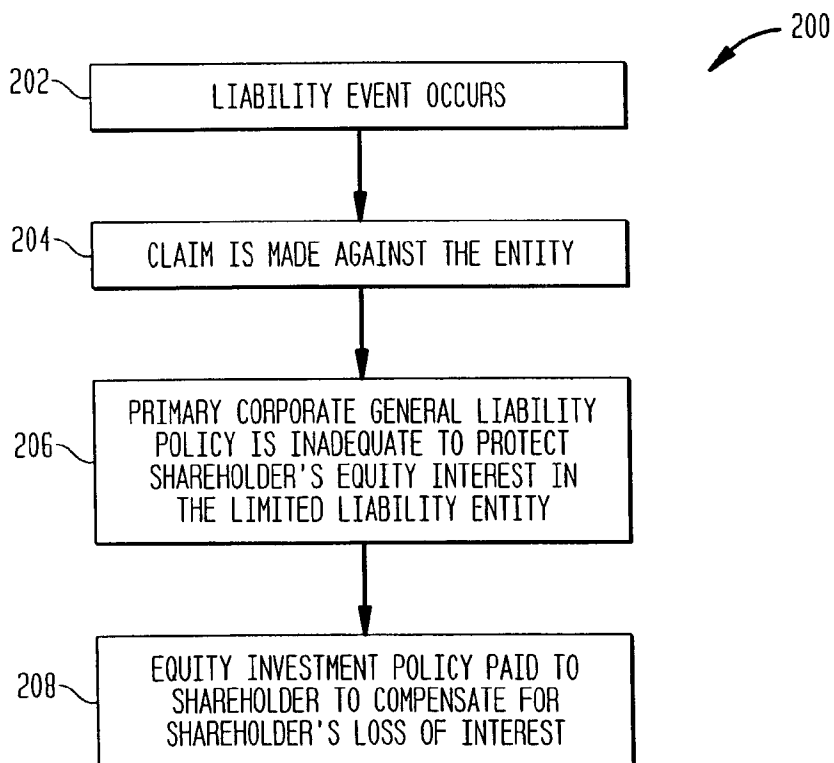 200
202
LIABILITY EVENT OCCURS
204
CLAIM IS MADE AGAINST THE ENTITY
206
PRIMARY CORPORATE GENERAL LIABILITY
POLICY IS INADEQUATE TO PROTECT
SHAREHOLDER'S EQUITY INTEREST IN
THE LIMITED LIABILITY ENTITY
208
EQUITY INVESTMENT POLICY PAID TO
SHAREHOLDER TO COMPENSATE FOR
SHAREHOLDER'S LOSS OF INTEREST